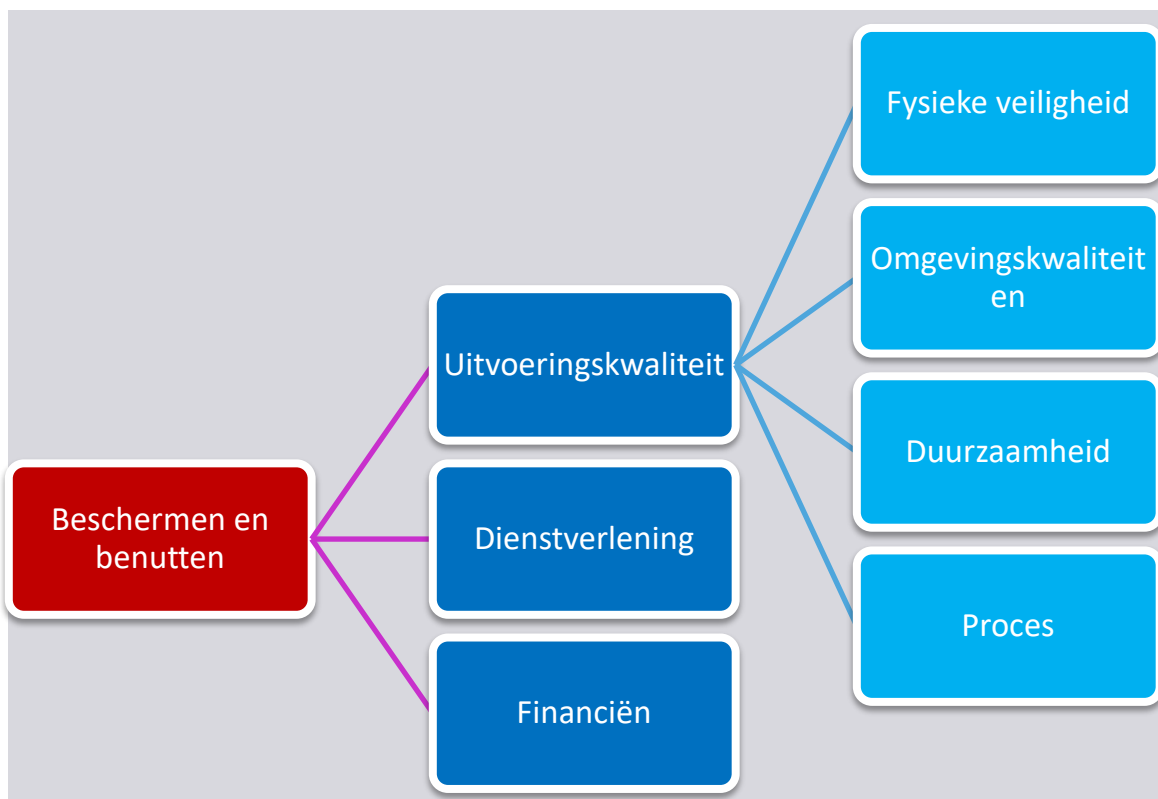 Beschermen en
benutten
Uitvoeringskwaliteit
Dienstverlening
Financiën
Fysieke veiligheid
Omgevingskwaliteit
en
Duurzaamheid
Proces